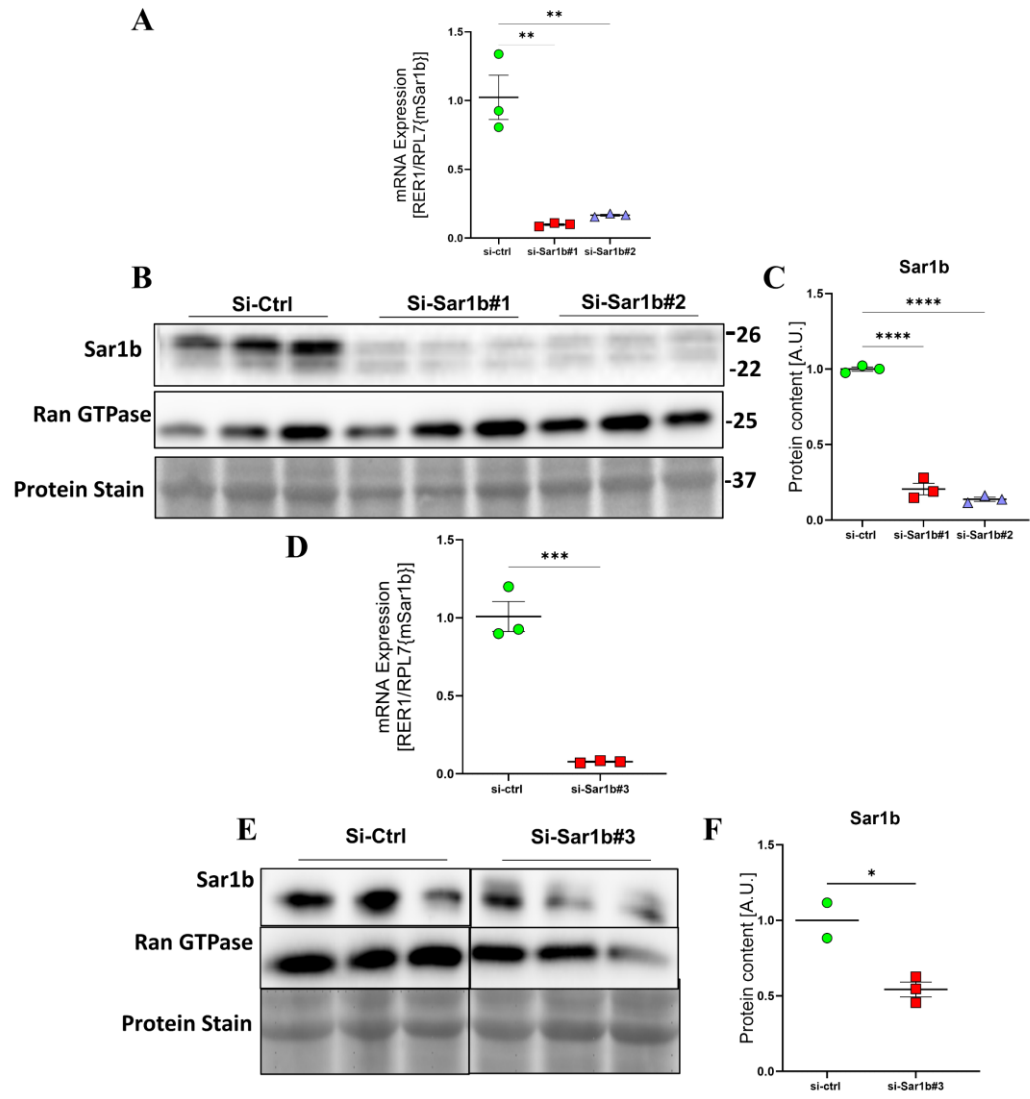 A
**
**
mRNA Expression
[RER1/RPL7{mSar1b}]
1.5
1.0
0.5
0.0
si-ctrl si-Sar1b#1 si-Sar1b#2
B
Si-Ctrl Si-Sar1b#1 Si-Sar1b#2
Sar1b
-26
-22
Ran GTPase
-25
Protein Stain
-37
C
Sar1b
****
****
Protein content [A.U.]
1.5
1.0
0.5
0.0
si-ctrl si-Sar1b#1 si-Sar1b#2
D
***
mRNA Expression
[RER1/RPL7{mSar1b}]
1.5
1.0
0.5
0.0
si-ctrl si-Sar1b#3
E
Si-Ctrl Si-Sar1b#3
Sar1b
Ran GTPase
Protein Stain
F
Sar1b
*
Protein content [A.U.]
1.5
1.0
0.5
0.0
si-ctrl si-Sar1b#3